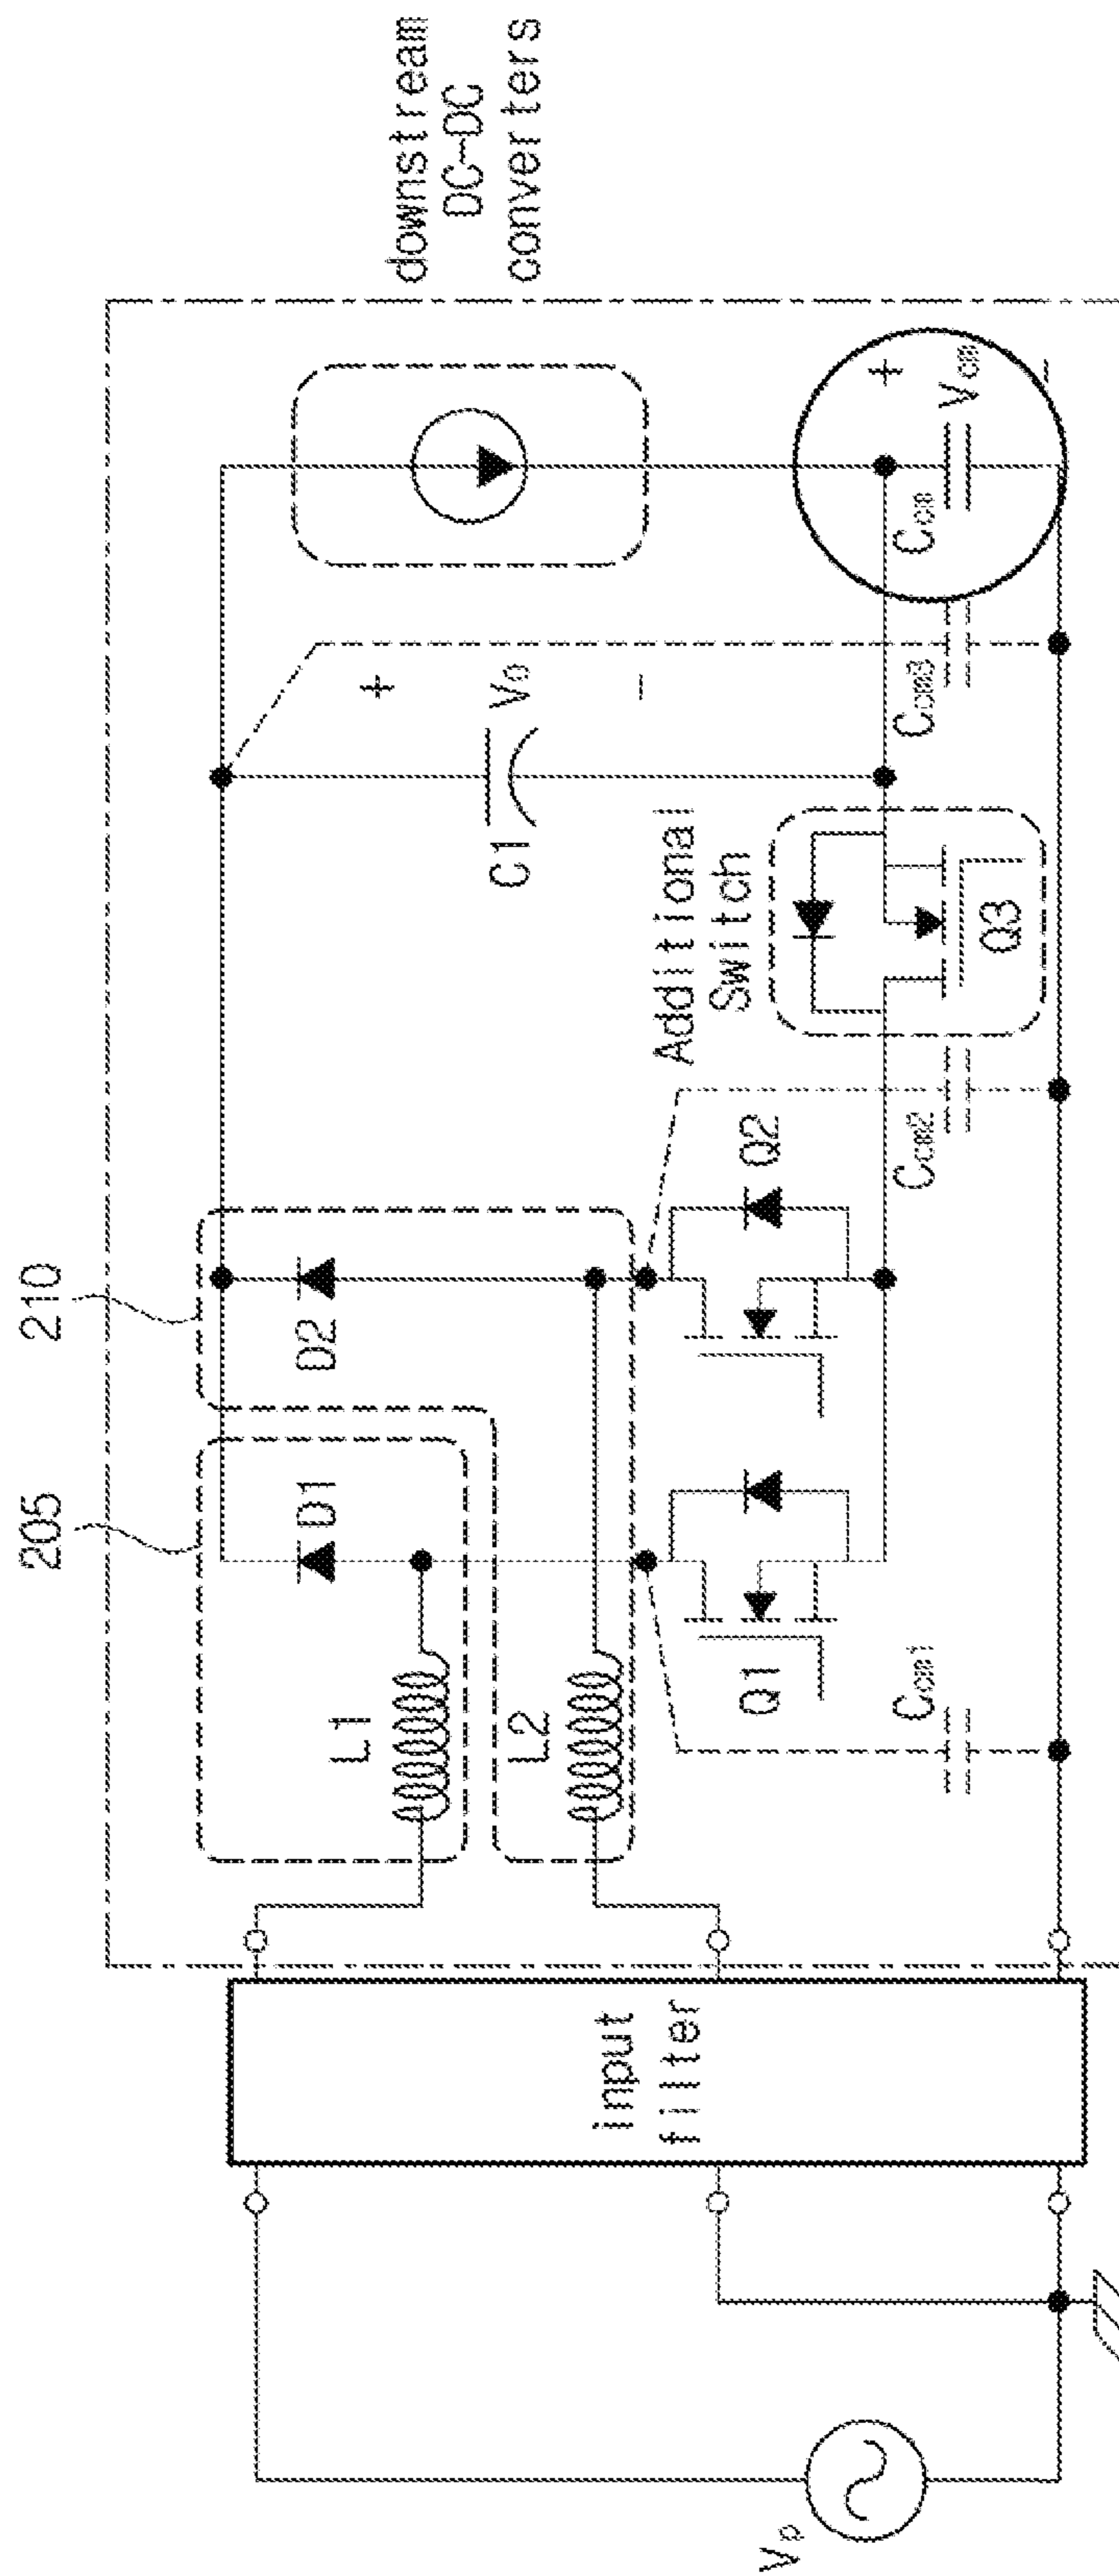 205
210
downstream
DC-DC
converters
L1
D1
D2
L2
C1
+
V0
-
Additional
Switch
Q1
Q2
Q3
Ccm1
Ccm2
Ccm3
Ccm
+
Vcm
-
input
filter
Vp